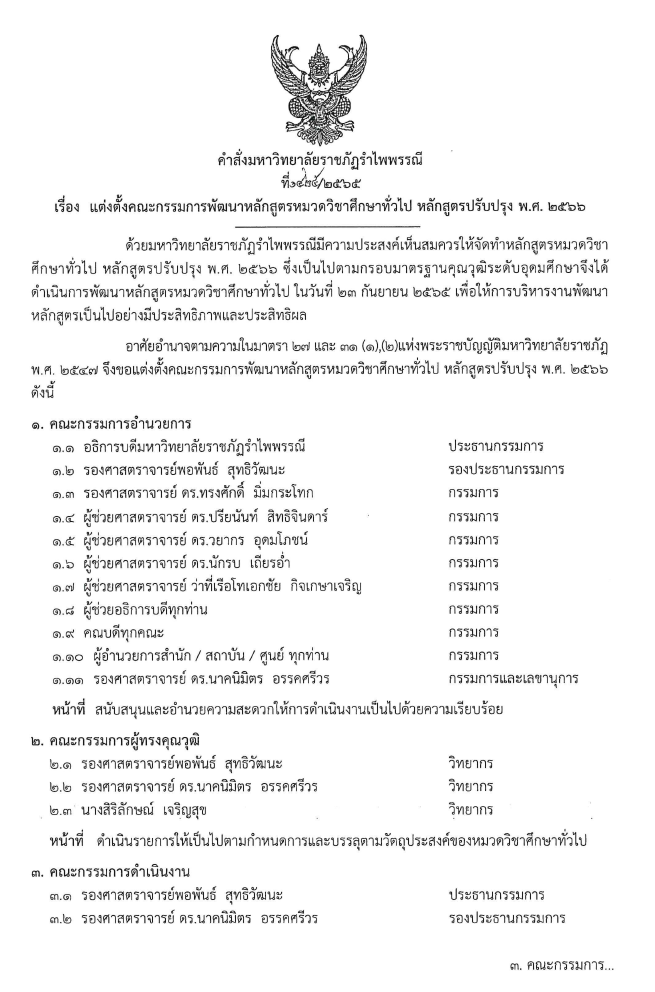 คำสั่งมหาวิทยาลัยราชภัฏรำไพพรรณี
ที่๑๔๒๕/๒๕๖๕
เรื่อง แต่งตั้งคณะกรรมการพัฒนาหลักสูตรหมวดวิชาศึกษาทั่วไป หลักสูตรปรับปรุง พ.ศ. ๒๕๖๖
ด้วยมหาวิทยาลัยราชภัฏรำไพพรรณีมีความประสงค์เห็นสมควรให้จัดทำหลักสูตรหมวดวิชา
ศึกษาทั่วไป หลักสูตรปรับปรุง พ.ศ. ๒๕๖๖ ซึ่งเป็นไปตามกรอบมาตรฐานคุณวุฒิระดับอุดมศึกษาจึงได้
ดำเนินการพัฒนาหลักสูตรหมวดวิชาศึกษาทั่วไป ในวันที่ ๒๓ กันยายน ๒๕๖๕ เพื่อให้การบริหารงานพัฒนา
หลักสูตรเป็นไปอย่างมีประสิทธิภาพและประสิทธิผล
อาศัยอำนาจตามความในมาตรา ๒๗ และ ๓๑ (๑),(๒)แห่งพระราชบัญญัติมหาวิทยาลัยราชภัฏ
พ.ศ. ๒๕๔๗ จึงขอแต่งตั้งคณะกรรมการพัฒนาหลักสูตรหมวดวิชาศึกษาทั่วไป หลักสูตรปรับปรุง พ.ศ. ๒๕๖๖
ดังนี้
๑. คณะกรรมการอำนวยการ
๑.๑ อธิการบดีมหาวิทยาลัยราชภัฏรำไพพรรณี ประธานกรรมการ
๑.๒ รองศาสตราจารย์พอพันธ์ สุทธิวัฒนะ รองประธานกรรมการ
๑.๓ รองศาสตราจารย์ ดร.ทรงศักดิ์ มิ่มกระโทก กรรมการ
๑.๔ ผู้ช่วยศาสตราจารย์ ดร.ปรียนันท์ สิทธิจินดาร์ กรรมการ
๑.๕ ผู้ช่วยศาสตราจารย์ ดร.วยากร อุดมโภชน์ กรรมการ
๑.๖ ผู้ช่วยศาสตราจารย์ ดร.นักรบ เถียรอ่ำ กรรมการ
๑.๗ ผู้ช่วยศาสตราจารย์ ว่าที่เรือโทเอกชัย กิจเกษาเจริญ กรรมการ
๑.๘ ผู้ช่วยอธิการบดีทุกท่าน กรรมการ
๑.๙ คณบดีทุกคณะ กรรมการ
๑.๑๐ ผู้อำนวยการสำนัก / สถาบัน / ศูนย์ ทุกท่าน กรรมการ
๑.๑๑ รองศาสตราจารย์ ดร.นาคนิมิตร อรรคศรีวร กรรมการและเลขานุการ
หน้าที่ สนับสนุนและอำนวยความสะดวกให้การดำเนินงานเป็นไปด้วยความเรียบร้อย
๒. คณะกรรมการผู้ทรงคุณวุฒิ
๒.๑ รองศาสตราจารย์พอพันธ์ สุทธิวัฒนะ วิทยากร
๒.๒ รองศาสตราจารย์ ดร.นาคนิมิตร อรรคศรีวร วิทยากร
๒.๓ นางสิริลักษณ์ เจริญสุข วิทยากร
หน้าที่ ดำเนินรายการให้เป็นไปตามกำหนดการและบรรลุตามวัตถุประสงค์ของหมวดวิชาศึกษาทั่วไป
๓. คณะกรรมการดำเนินงาน
๓.๑ รองศาสตราจารย์พอพันธ์ สุทธิวัฒนะ ประธานกรรมการ
๓.๒ รองศาสตราจารย์ ดร.นาคนิมิตร อรรคศรีวร รองประธานกรรมการ
๓. คณะกรรมการ...